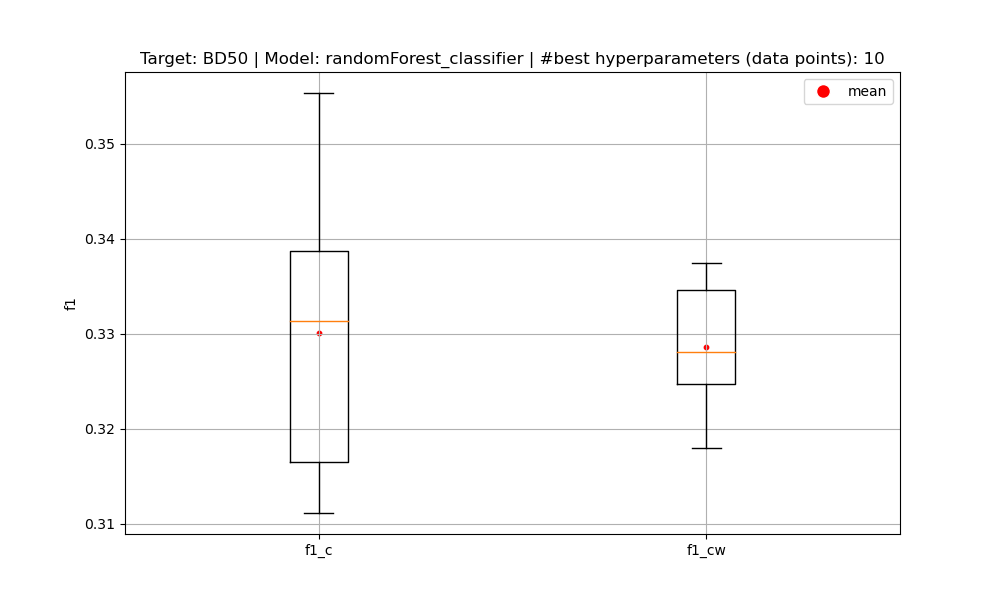 Target: BD50 | Model: randomForest_classifier | #best hyperparameters (data points): 10
mean
0.35
0.34
0.33
0.32
0.31
f1
f1_c
f1_cw